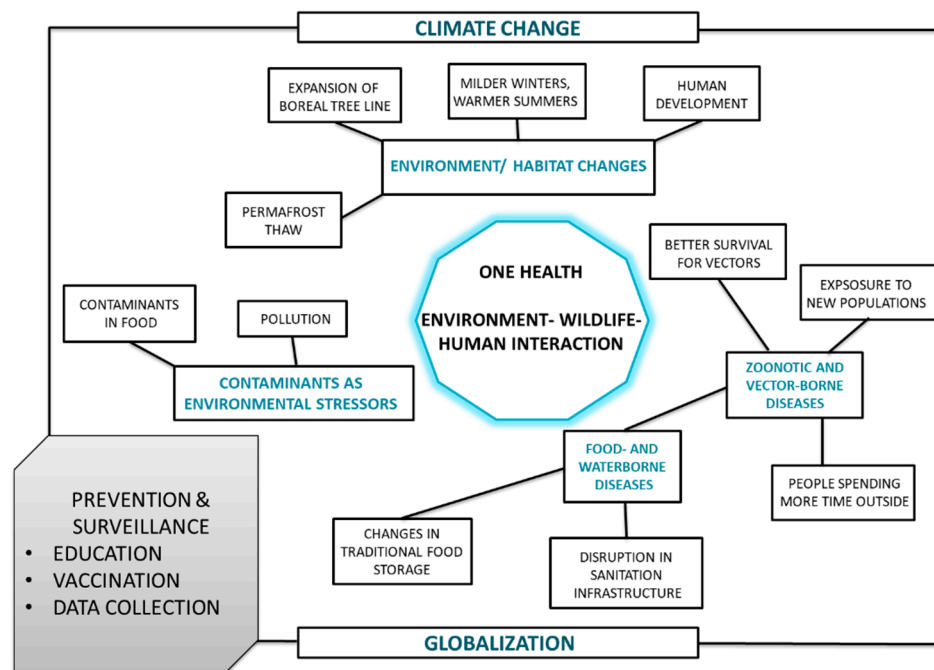 CLIMATE CHANGE
EXPANSION OF
BOREAL TREE LINE
MILDER WINTERS,
WARMER SUMMERS
HUMAN
DEVELOPMENT
ENVIRONMENT/ HABITAT CHANGES
PERMAFROST
THAW
ONE HEALTH
ENVIRONMENT- WILDLIFE-
HUMAN INTERACTION
BETTER SURVIVAL
FOR VECTORS
EXPSOSURE TO
NEW POPULATIONS
CONTAMINANTS
IN FOOD
POLLUTION
CONTAMINANTS AS
ENVIRONMENTAL STRESSORS
ZOONOTIC AND
VECTOR-BORNE
DISEASES
FOOD- AND
WATERBORNE
DISEASES
PEOPLE SPENDING
MORE TIME OUTSIDE
CHANGES IN
TRADITIONAL FOOD
STORAGE
DISRUPTION IN
SANITATION
INFRASTRUCTURE
PREVENTION &
SURVEILLANCE
• EDUCATION
• VACCINATION
• DATA COLLECTION
GLOBALIZATION